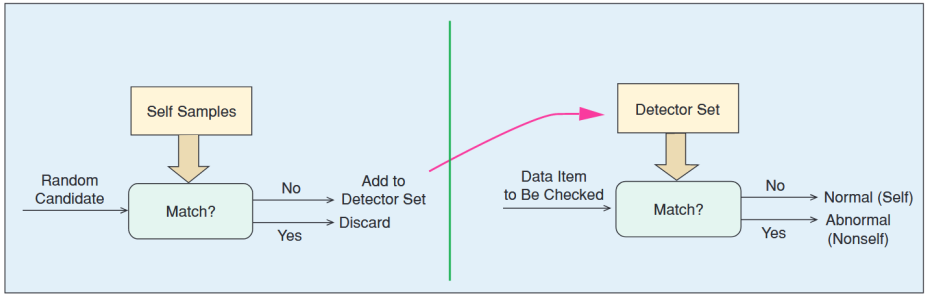 Self Samples
Random
Candidate
Match?
No
Add to
Detector Set
Yes
Discard
Detector Set
Data Item
to Be Checked
Match?
No
Normal (Self)
Yes
Abnormal
(Nonself)